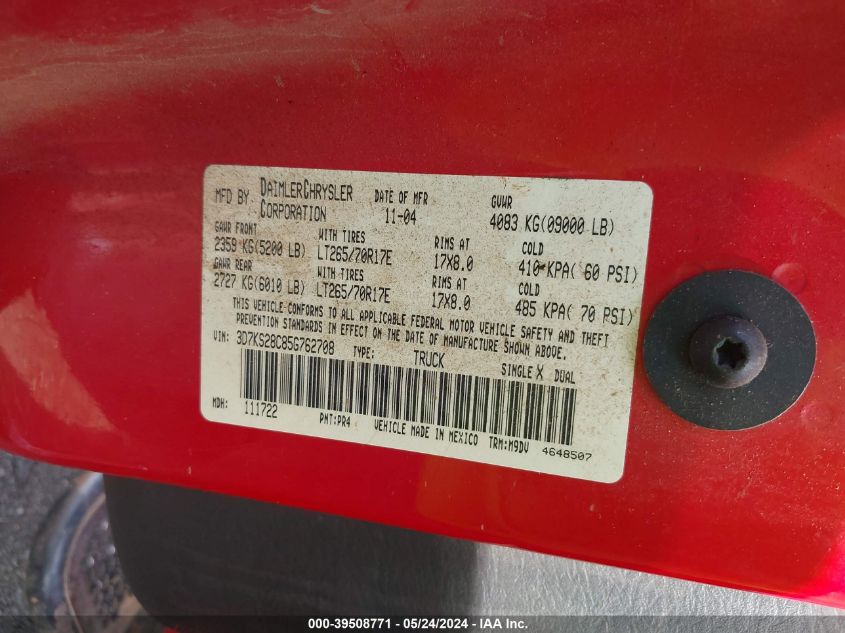 MFD BY DAIMLERCHRYSLER CORPORATION DATE OF MFR 11-04 GVWR 4083 KG(09000 LB)
GAWR FRONT WITH TIRES RIMS AT COLD
2359 KG(5200 LB) LT265/70R17E 17X8.0 410 KPA( 60 PSI)
GAWR REAR WITH TIRES RIMS AT COLD
2727 KG(6010 LB) LT265/70R17E 17X8.0 485 KPA( 70 PSI)
THIS VEHICLE CONFORMS TO ALL APPLICABLE FEDERAL MOTOR VEHICLE SAFETY AND THEFT
PREVENTION STANDARDS IN EFFECT ON THE DATE OF MANUFACTURE SHOWN ABOVE.
VIN: 3D7KS28C85G762708 TYPE: TRUCK SINGLE X DUAL
MDH: 111722 PNT:PR4 VEHICLE MADE IN MEXICO TRM:M9DV 4648507
000-39508771 - 05/24/2024 - IAA Inc.